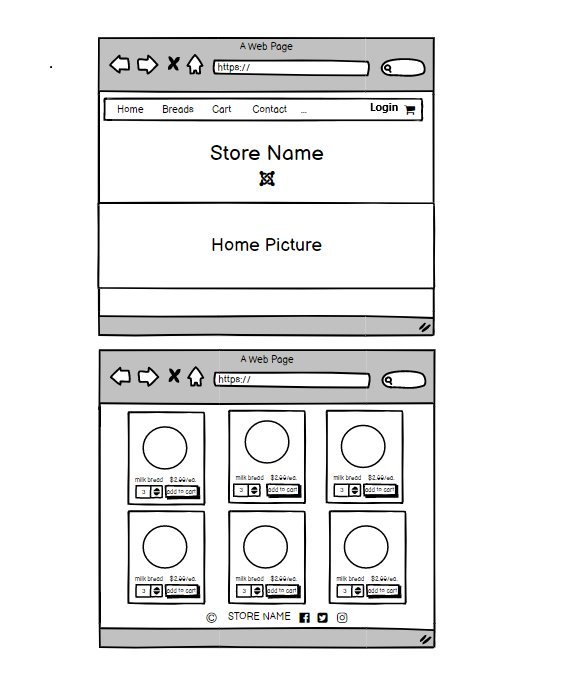 A Web Page
https://
Home Breads Cart Contact ... Login
Store Name
Home Picture
A Web Page
https://
milk bread $2.99/ea. milk bread $2.99/ea. milk bread $2.99/ea.
3 add to cart 3 add to cart 3 add to cart
milk bread $2.99/ea. milk bread $2.99/ea. milk bread $2.99/ea.
3 add to cart 3 add to cart 3 add to cart
© STORE NAME